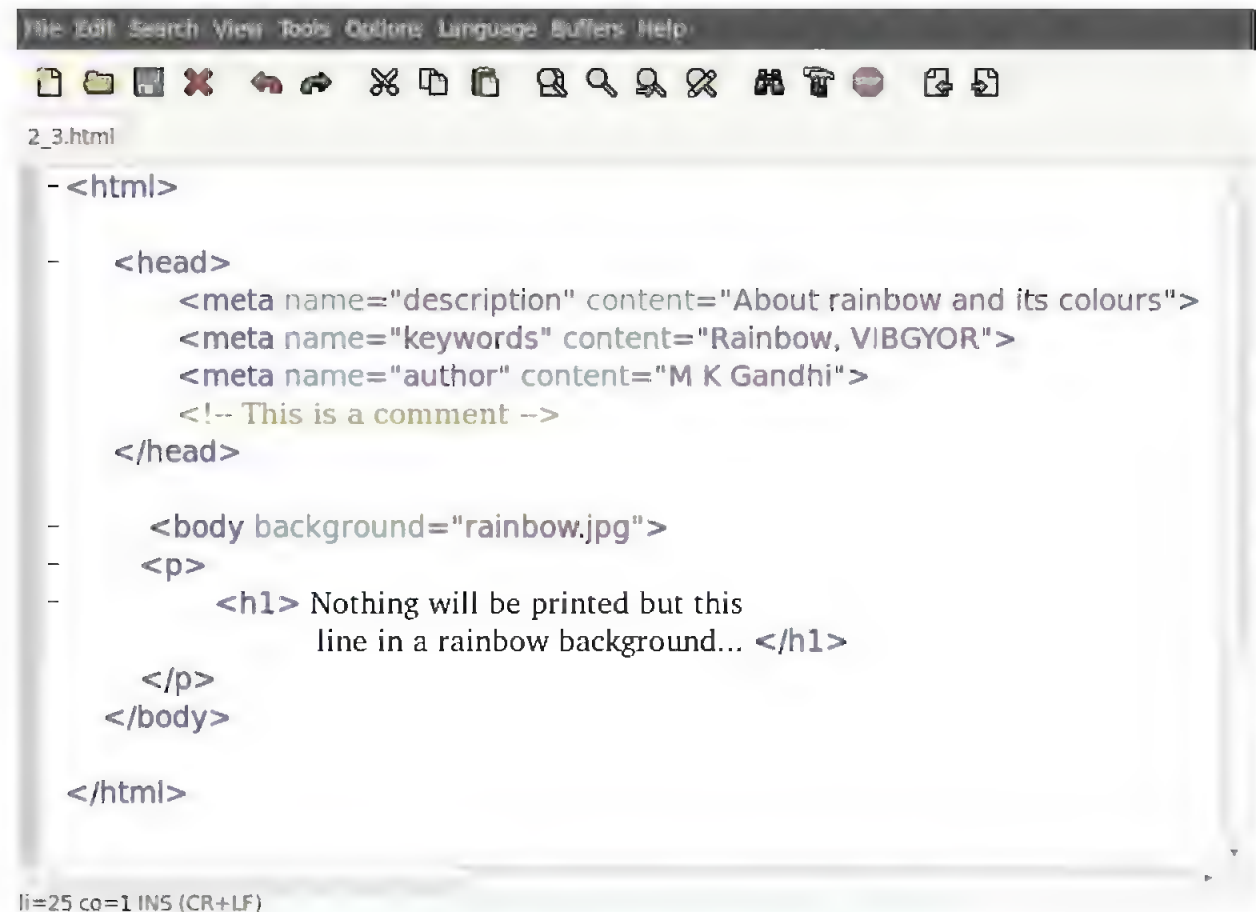 File Edit Search View Tools Options Language Buffers Help
STOP
2_3.html
<html>
<head>
<meta name="description" content="About rainbow and its colours">
<meta name="keywords" content="Rainbow, VIBGYOR">
<meta name="author" content="M K Gandhi">
<!-- This is a comment -->
</head>
<body background="rainbow.jpg">
<p>
<h1> Nothing will be printed but this
line in a rainbow background... </h1>
</p>
</body>
</html>
li=25 co=1 INS (CR+LF)